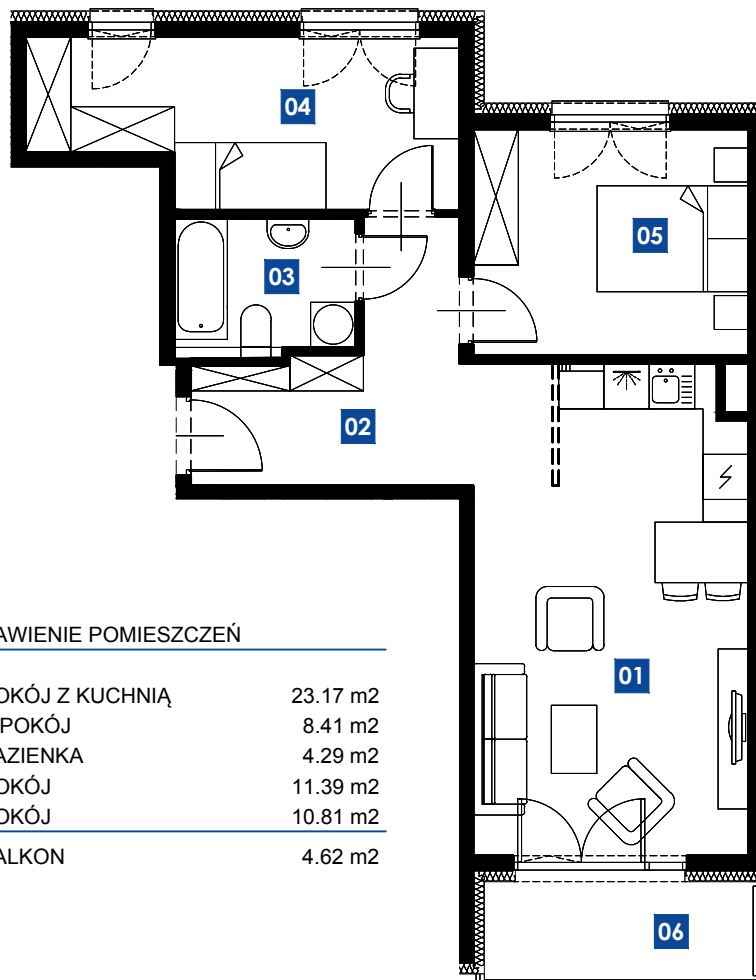 04
05
03
02
01
06
AWIENIE POMIESZCZEŃ
OKÓJ Z KUCHNIĄ 23.17 m2
POKÓJ 8.41 m2
AZIENKA 4.29 m2
OKÓJ 11.39 m2
OKÓJ 10.81 m2
ALKON 4.62 m2